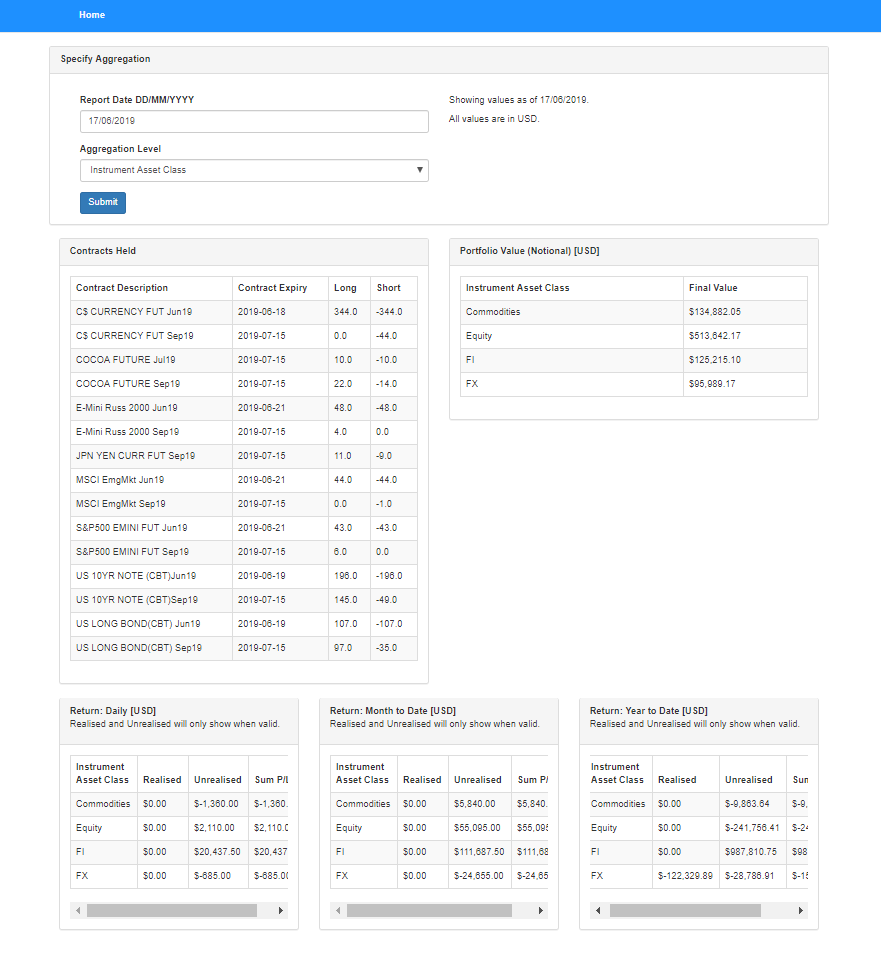 Home
Specify Aggregation
Report Date DD/MM/YYYY
17/06/2019
Showing values as of 17/06/2019.
All values are in USD.
Aggregation Level
Instrument Asset Class
Submit
Contracts Held
Contract Description Contract Expiry Long Short
C$ CURRENCY FUT Jun19 2019-06-18 344.0 -344.0
C$ CURRENCY FUT Sep19 2019-07-15 0.0 -44.0
COCOA FUTURE Jul19 2019-07-15 10.0 -10.0
COCOA FUTURE Sep19 2019-07-15 22.0 -14.0
E-Mini Russ 2000 Jun19 2019-06-21 48.0 -48.0
E-Mini Russ 2000 Sep19 2019-07-15 4.0 0.0
JPN YEN CURR FUT Sep19 2019-07-15 11.0 -9.0
MSCI EmgMkt Jun19 2019-06-21 44.0 -44.0
MSCI EmgMkt Sep19 2019-07-15 0.0 -1.0
S&P500 EMINI FUT Jun19 2019-06-21 43.0 -43.0
S&P500 EMINI FUT Sep19 2019-07-15 6.0 0.0
US 10YR NOTE (CBT)Jun19 2019-06-19 196.0 -196.0
US 10YR NOTE (CBT)Sep19 2019-07-15 145.0 -49.0
US LONG BOND(CBT) Jun19 2019-06-19 107.0 -107.0
US LONG BOND(CBT) Sep19 2019-07-15 97.0 -35.0
Portfolio Value (Notional) [USD]
Instrument Asset Class Final Value
Commodities $134,882.05
Equity $513,642.17
FI $125,215.10
FX $95,989.17
Return: Daily [USD]
Realised and Unrealised will only show when valid.
Instrument
Asset Class Realised Unrealised Sum P/L
Commodities $0.00 $-1,360.00 $-1,360.
Equity $0.00 $2,110.00 $2,110.0
FI $0.00 $20,437.50 $20,437
FX $0.00 $-685.00 $-685.00
Return: Month to Date [USD]
Realised and Unrealised will only show when valid.
Instrument
Asset Class Realised Unrealised Sum P/
Commodities $0.00 $5,840.00 $5,840.
Equity $0.00 $55,095.00 $55,095
FI $0.00 $111,687.50 $111,68
FX $0.00 $-24,655.00 $-24,65
Return: Year to Date [USD]
Realised and Unrealised will only show when valid.
Instrument
Asset Class Realised Unrealised Sum
Commodities $0.00 $-9,863.64 $-9,
Equity $0.00 $-241,756.41 $-24
FI $0.00 $987,810.75 $98
FX $-122,329.89 $-28,786.91 $-15